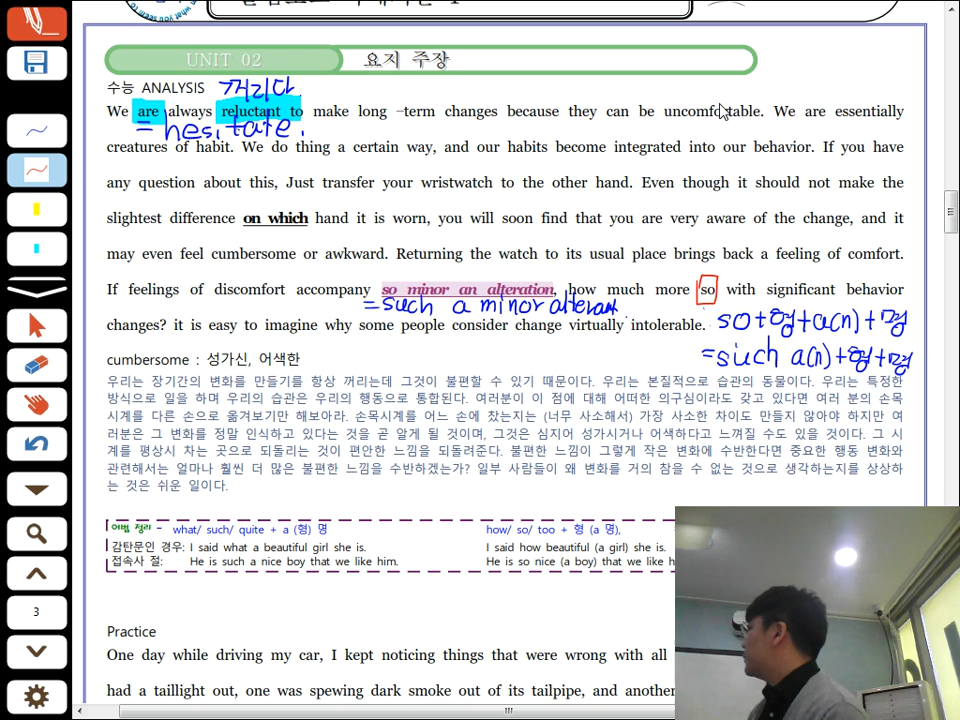 what you seem to
UNIT 02
요지 주장
수능 ANALYSIS 꺼리다
We are always reluctant to make long -term changes because they can be uncomfortable. We are essentially
= hesitate.
creatures of habit. We do thing a certain way, and our habits become integrated into our behavior. If you have
any question about this, Just transfer your wristwatch to the other hand. Even though it should not make the
slightest difference on which hand it is worn, you will soon find that you are very aware of the change, and it
may even feel cumbersome or awkward. Returning the watch to its usual place brings back a feeling of comfort.
If feelings of discomfort accompany so minor an alteration, how much more so with significant behavior
= such a minor
changes? it is easy to imagine why some people consider change virtually intolerable.
so+형+a(n)+명
=such a(n)+형+명
cumbersome : 성가신, 어색한
우리는 장기간의 변화를 만들기를 항상 꺼리는데 그것이 불편할 수 있기 때문이다. 우리는 본질적으로 습관의 동물이다. 우리는 특정한
방식으로 일을 하며 우리의 습관은 우리의 행동으로 통합된다. 여러분이 이 점에 대해 어떠한 의구심이라도 갖고 있다면 여러 분의 손목
시계를 다른 손으로 옮겨보기만 해보아라. 손목시계를 어느 손에 찼는지는 (너무 사소해서) 가장 사소한 차이도 만들지 않아야 하지만 여
러분은 그 변화를 정말 인식하고 있다는 것을 곧 알게 될 것이며, 그것은 심지어 성가시거나 어색하다고 느껴질 수도 있을 것이다. 그 시
계를 평상시 차는 곳으로 되돌리는 것이 편안한 느낌을 되돌려준다. 불편한 느낌이 그렇게 작은 변화에 수반한다면 중요한 행동 변화와
관련해서는 얼마나 훨씬 더 많은 불편한 느낌을 수반하겠는가? 일부 사람들이 왜 변화를 거의 참을 수 없는 것으로 생각하는지를 상상하
는 것은 쉬운 일이다.
어법 정리 - what/ such/ quite + a (형) 명 how/ so/ too + 형 (a 명),
감탄문인 경우: I said what a beautiful girl she is. I said how beautiful (a girl) she is.
접속사 절: He is such a nice boy that we like him. He is so nice (a boy) that we like
Practice
One day while driving my car, I kept noticing things that were wrong with all
had a taillight out, one was spewing dark smoke out of its tailpipe, and another
3